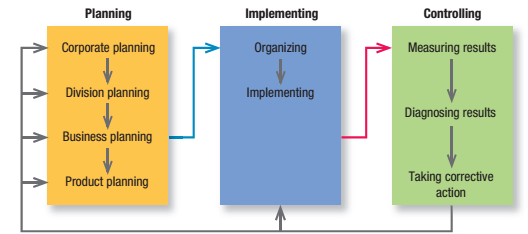 Planning
Corporate planning
Division planning
Business planning
Product planning
Implementing
Organizing
Implementing
Controlling
Measuring results
Diagnosing results
Taking corrective
action